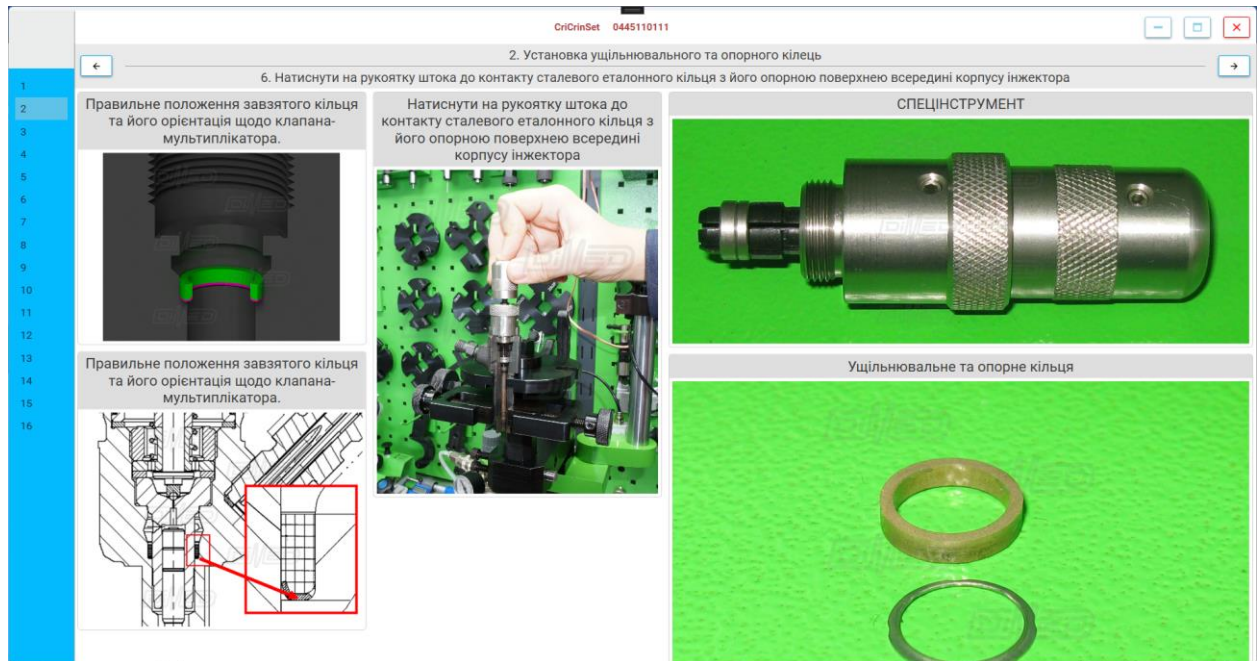 CriCrinSet 0445110111
2. Установка ущільнювального та опорного кілець
6. Натиснути на рукоятку штока до контакту сталевого еталонного кільця з його опорною поверхнею всередині корпусу інжектора
1
2
3
4
5
6
7
8
9
10
11
12
13
14
15
16
Правильне положення завзятого кільця
та його орієнтація щодо клапана-
мультиплікатора.
Правильне положення завзятого кільця
та його орієнтація щодо клапана-
мультиплікатора.
Натиснути на рукоятку штока до
контакту сталевого еталонного кільця з
його опорною поверхнею всередині
корпусу інжектора
СПЕЦІНСТРУМЕНТ
Ущільнювальне та опорне кільця